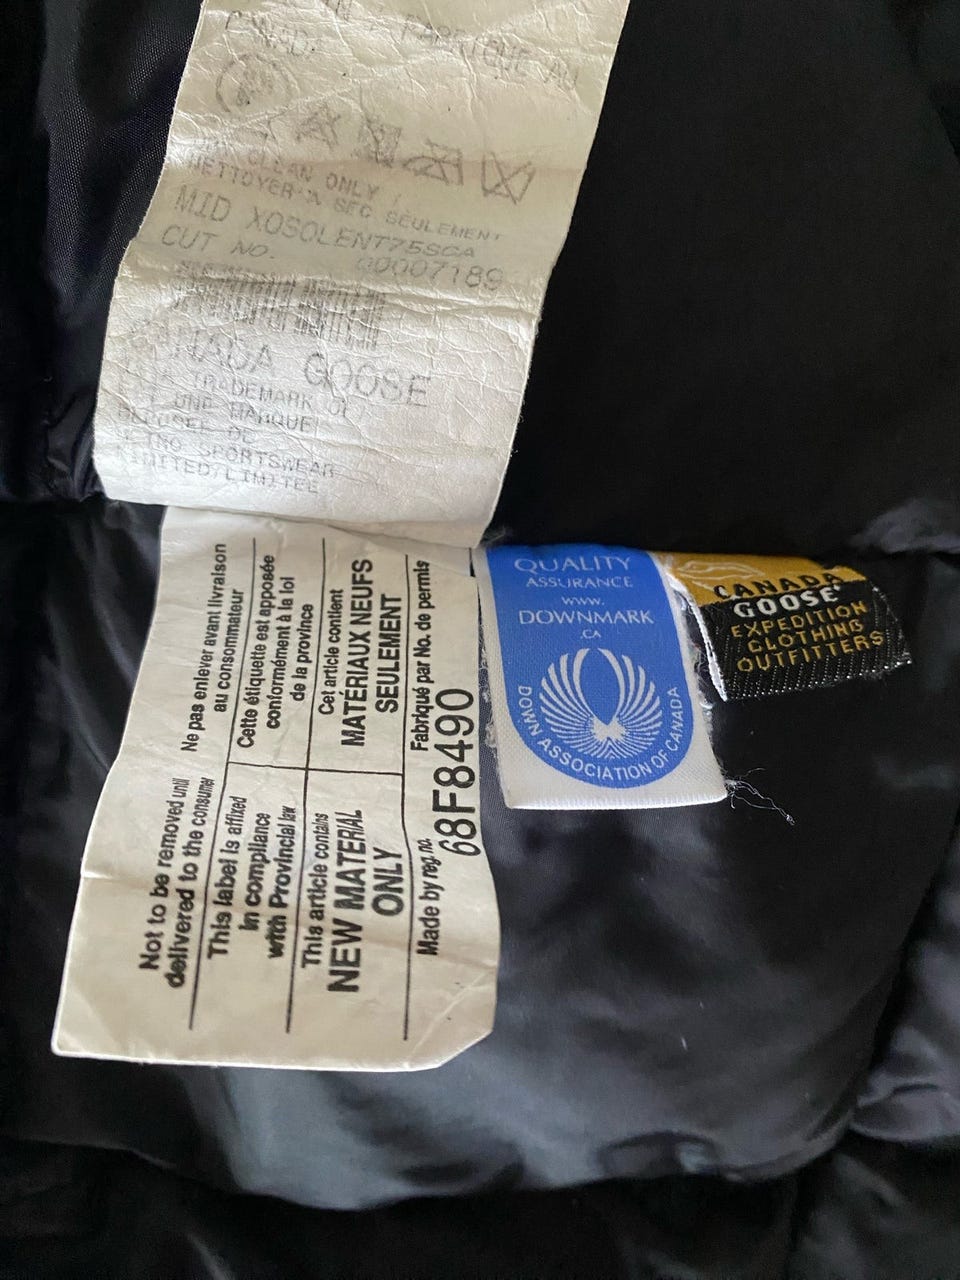 FABRIQUE AU
CLEAN ONLY
NETTOYER A SEC SEULEMENT
MID XOSOLENT75SCA
CUT NO. 00007189
GOOSE
TRADEMARK
UNE MARQUE
DE
SPORTSWEAR
LIMITED/LIMITEE
Not to be removed until
delivered to the consumer
Ne pas enlever avant livraison
au consommateur
This label is affixed
in compliance
with Provincial law
Cette étiquette est apposée
conformément à la loi
de la province
This article contains
NEW MATERIAL
ONLY
Cet article contient
MATÉRIAUX NEUFS
SEULEMENT
Made by reg. no.
Fabriqué par No. de permis
68F8490
QUALITY
ASSURANCE
www.
DOWNMARK
.CA
DOWN ASSOCIATION OF CANADA
CANADA
GOOSE
EXPEDITION
CLOTHING
OUTFITTERS